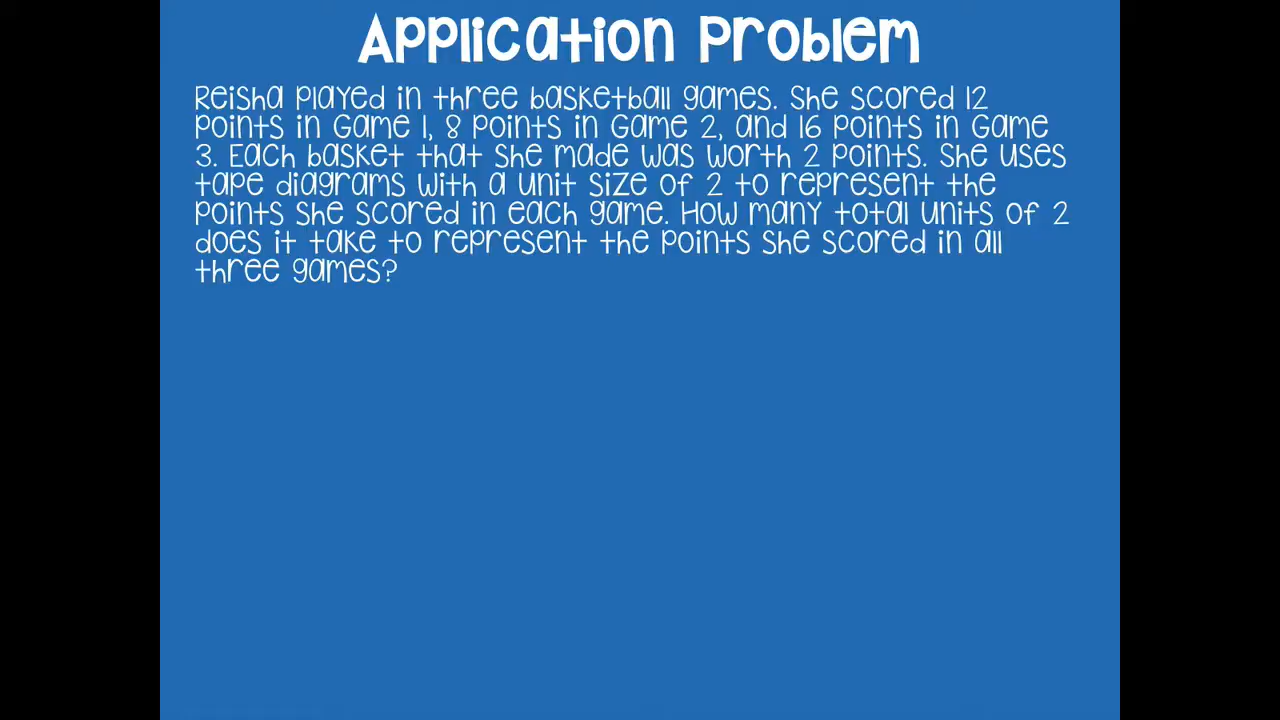 Application Problem
Reisha played in three basketball games. She scored 12
points in Game 1, 8 points in Game 2, and 16 points in Game
3. Each basket that she made was worth 2 points. She uses
tape diagrams with a unit size of 2 to represent the
points she scored in each game. How many total units of 2
does it take to represent the points she scored in all
three games?